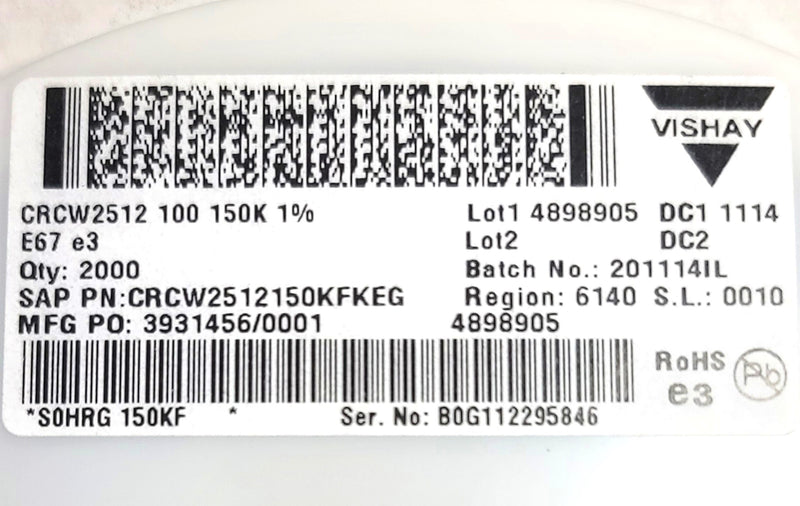 VISHAY
CRCW2512 100 150K 1% Lot1 4898905 DC1 1114
E67 e3 Lot2 DC2
Qty: 2000 Batch No.: 201114IL
SAP PN:CRCW2512150KFKEG Region: 6140 S.L.: 0010
MFG PO: 3931456/0001 4898905
RoHS
Pb
e3
*S0HRG 150KF * Ser. No: B0G112295846